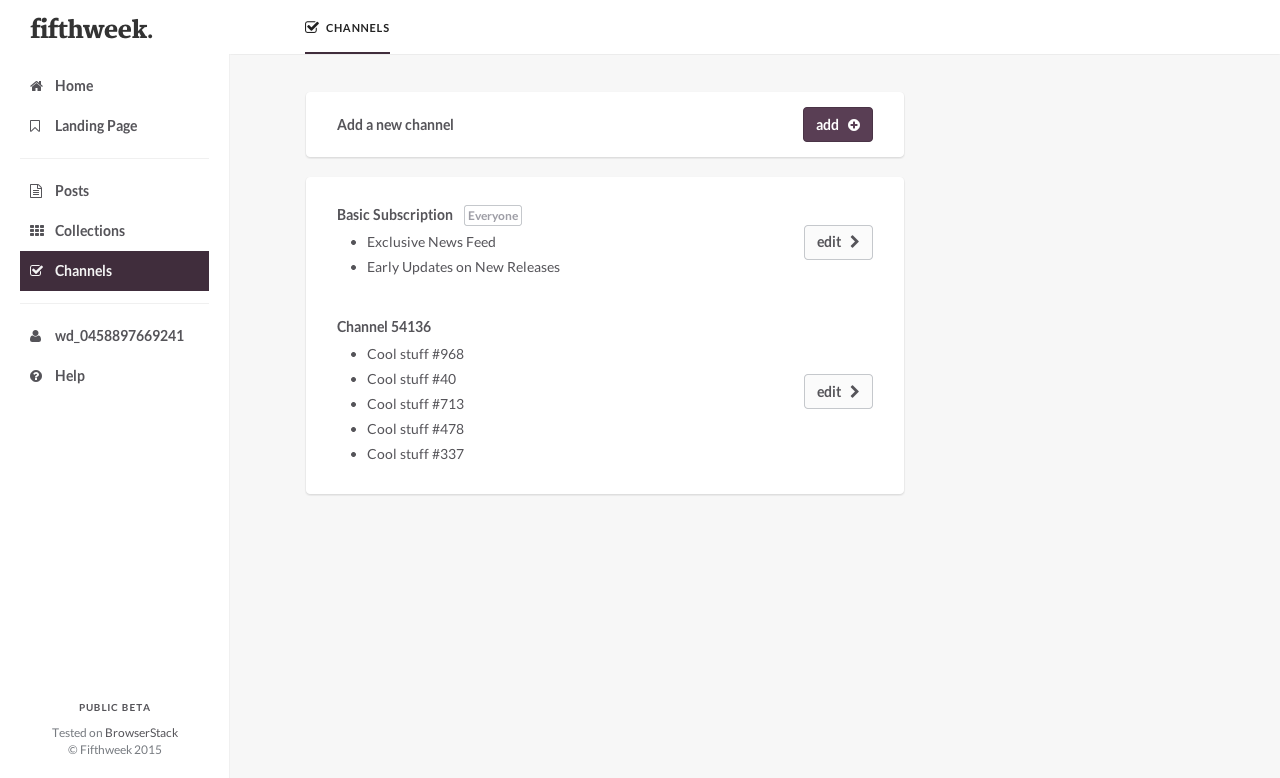 fifthweek.
CHANNELS
Home
Landing Page
Posts
Collections
Channels
wd_0458897669241
Help
Add a new channel
add
Basic Subscription Everyone
Exclusive News Feed
edit
Early Updates on New Releases
Channel 54136
Cool stuff #968
Cool stuff #40
edit
Cool stuff #713
Cool stuff #478
Cool stuff #337
PUBLIC BETA
Tested on BrowserStack
© Fifthweek 2015